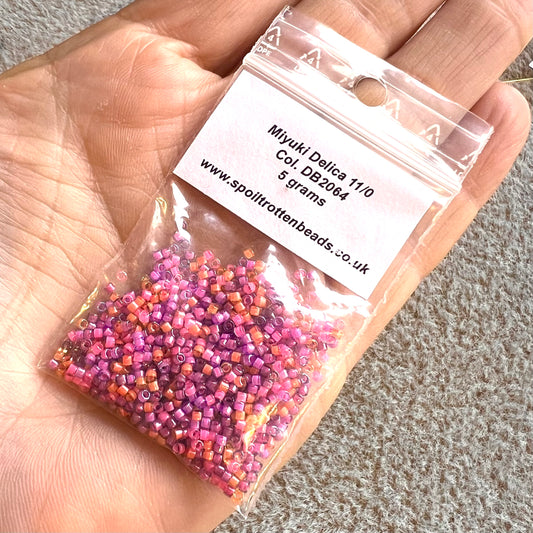 Miyuki Delica 11/0
Col. DB2064
5 grams
www.spoiltrottenbeads.co.uk